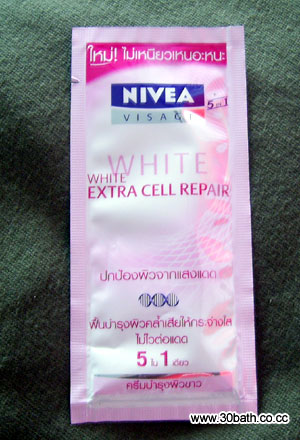 ใหม่! ไม่เหนียวเหนอะหนะ
NIVEA
VISAGE
5 in 1
WHITE
WHITE
EXTRA CELL REPAIR
ปกป้องผิวจากแสงแดด
ฟื้นบำรุงผิวคล้ำเสียให้กระจ่างใส
ไม่ไวต่อแดด
5 ใน 1 เดียว
ครีมบำรุงผิวขาว
www.30bath.co.cc